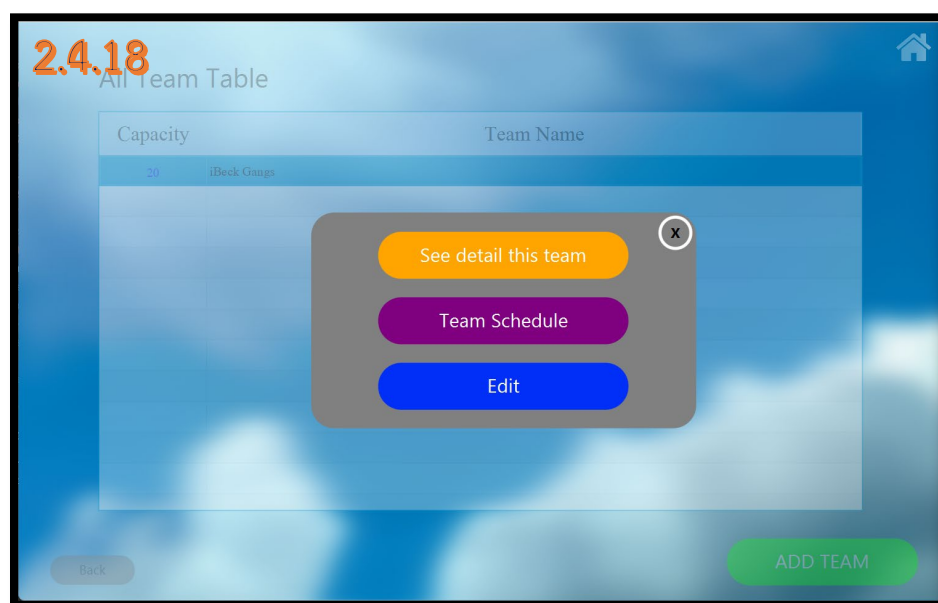 2.4.18
All Team Table
Capacity Team Name
20 iBeck Gangs
X
See detail this team
Team Schedule
Edit
Back
ADD TEAM